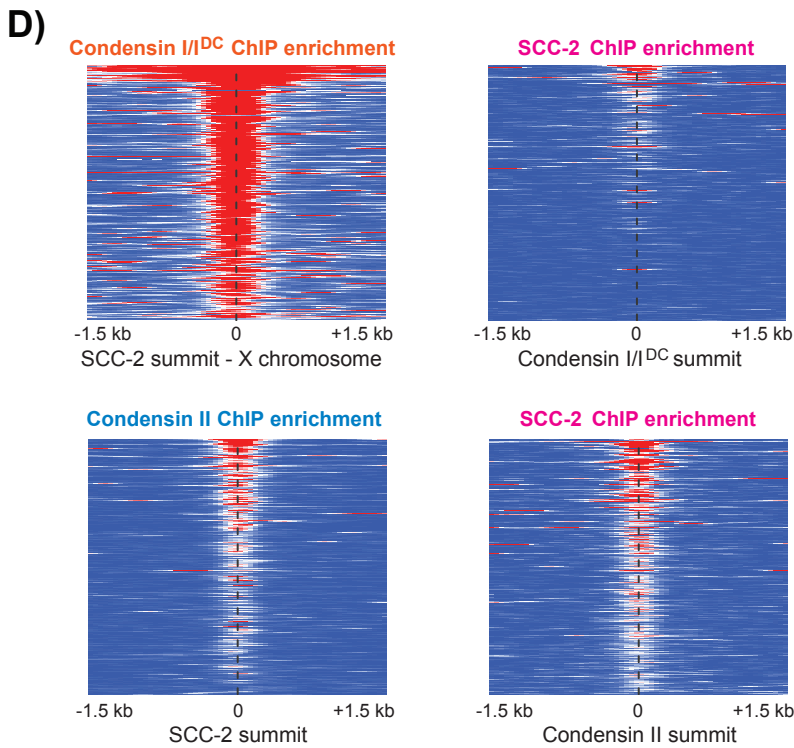 D)
Condensin I/I^DC ChIP enrichment
SCC-2 ChIP enrichment
-1.5 kb 0 +1.5 kb
SCC-2 summit - X chromosome
-1.5 kb 0 +1.5 kb
Condensin I/I^DC summit
Condensin II ChIP enrichment
SCC-2 ChIP enrichment
-1.5 kb 0 +1.5 kb
SCC-2 summit
-1.5 kb 0 +1.5 kb
Condensin II summit